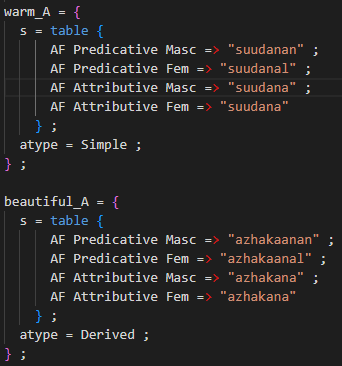 warm_A = {
s = table {
AF Predicative Masc => "suudanan" ;
AF Predicative Fem => "suudanal" ;
AF Attributive Masc => "suudana" ;
AF Attributive Fem => "suudana"
} ;
atype = Simple ;
} ;
beautiful_A = {
s = table {
AF Predicative Masc => "azhakaanan" ;
AF Predicative Fem => "azhakaanal" ;
AF Attributive Masc => "azhakana" ;
AF Attributive Fem => "azhakana"
} ;
atype = Derived ;
} ;